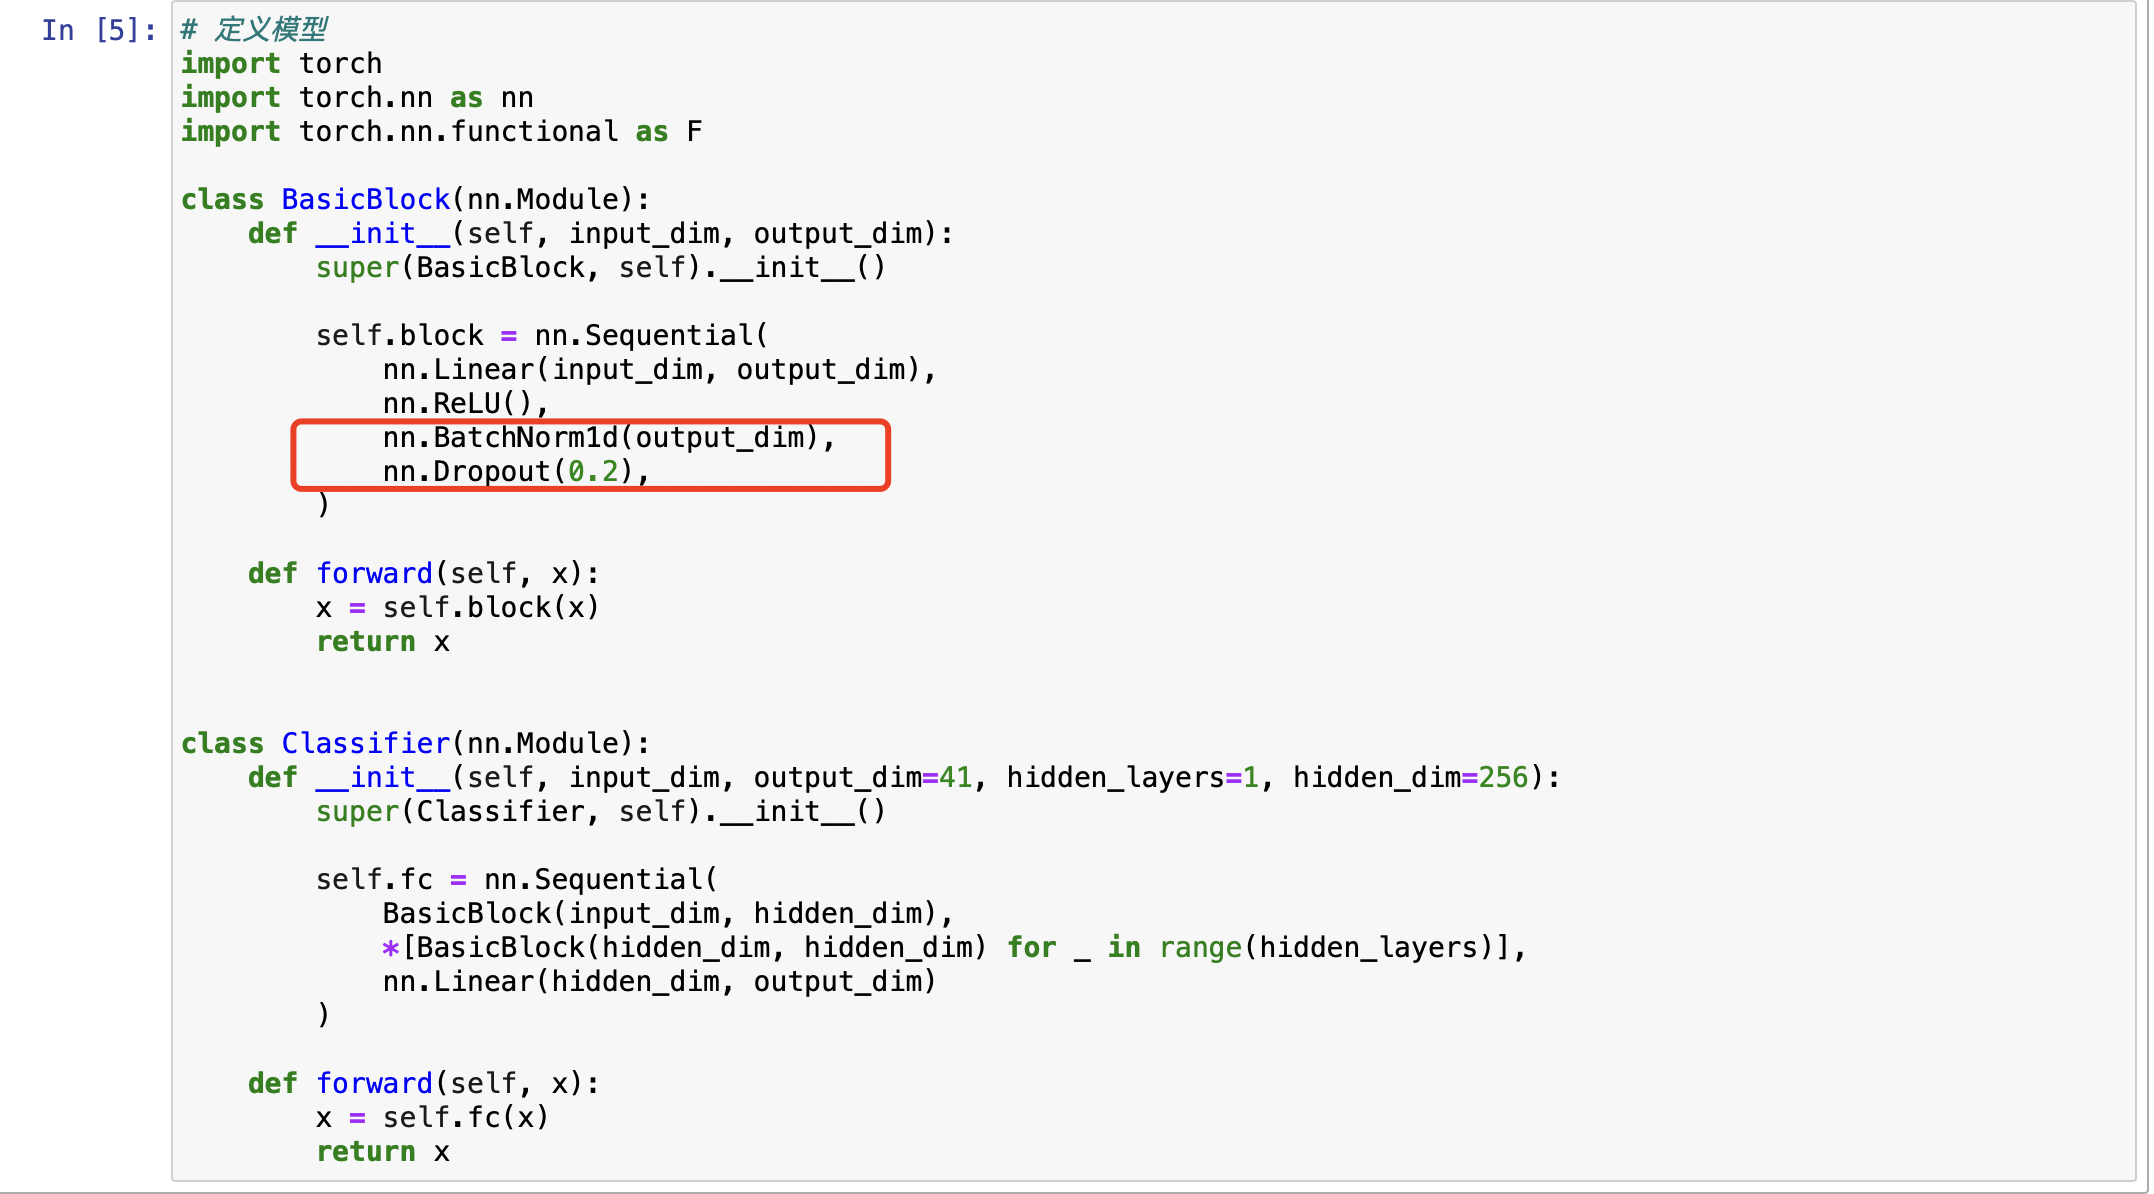 In [5]:
# 定义模型
import torch
import torch.nn as nn
import torch.nn.functional as F
class BasicBlock(nn.Module):
    def __init__(self, input_dim, output_dim):
        super(BasicBlock, self).__init__()
        self.block = nn.Sequential(
            nn.Linear(input_dim, output_dim),
            nn.ReLU(),
            nn.BatchNorm1d(output_dim),
            nn.Dropout(0.2),
        )
    def forward(self, x):
        x = self.block(x)
        return x
class Classifier(nn.Module):
    def __init__(self, input_dim, output_dim=41, hidden_layers=1, hidden_dim=256):
        super(Classifier, self).__init__()
        self.fc = nn.Sequential(
            BasicBlock(input_dim, hidden_dim),
            *[BasicBlock(hidden_dim, hidden_dim) for _ in range(hidden_layers)],
            nn.Linear(hidden_dim, output_dim)
        )
    def forward(self, x):
        x = self.fc(x)
        return x